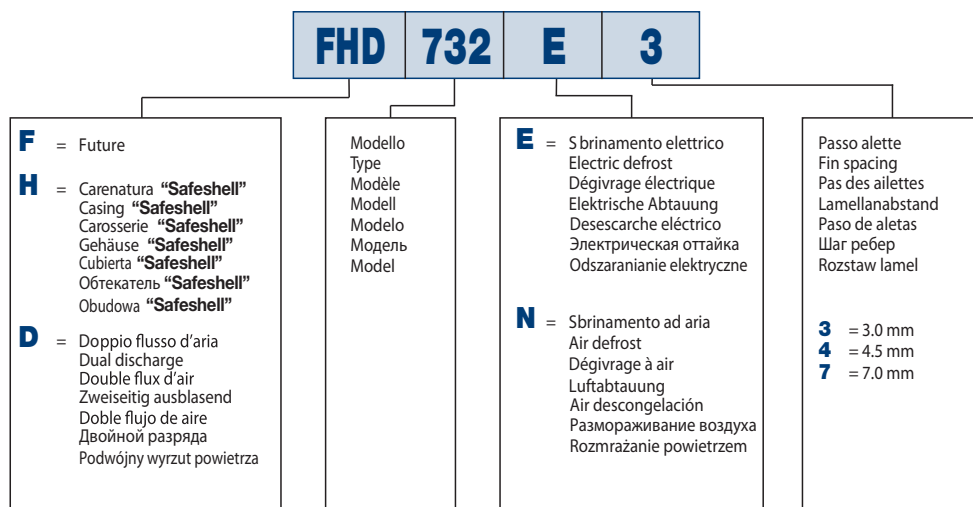 FHD 732 E 3
F = Future
H = Carenatura “Safeshell”
Casing “Safeshell”
Carosserie “Safeshell”
Gehäuse “Safeshell”
Cubierta “Safeshell”
Обтекатель “Safeshell”
Obudowa “Safeshell”
D = Doppio flusso d’aria
Dual discharge
Double flux d’air
Zweiseitig ausblasend
Doble flujo de aire
Двойной разряда
Podwójny wyrzut powietrza
Modello
Type
Modèle
Modell
Modelo
Модель
Model
E = S brinamento elettrico
Electric defrost
Dégivrage électrique
Elektrische Abtauung
Desescarche eléctrico
Электрическая оттайка
Odszaranianie elektryczne
N = Sbrinamento ad aria
Air defrost
Dégivrage à air
Luftabtauung
Air descongelación
Размораживание воздуха
Rozmrażanie powietrzem
Passo alette
Fin spacing
Pas des ailettes
Lamellanabstand
Paso de aletas
Шаг ребер
Rozstaw lamel
3 = 3.0 mm
4 = 4.5 mm
7 = 7.0 mm